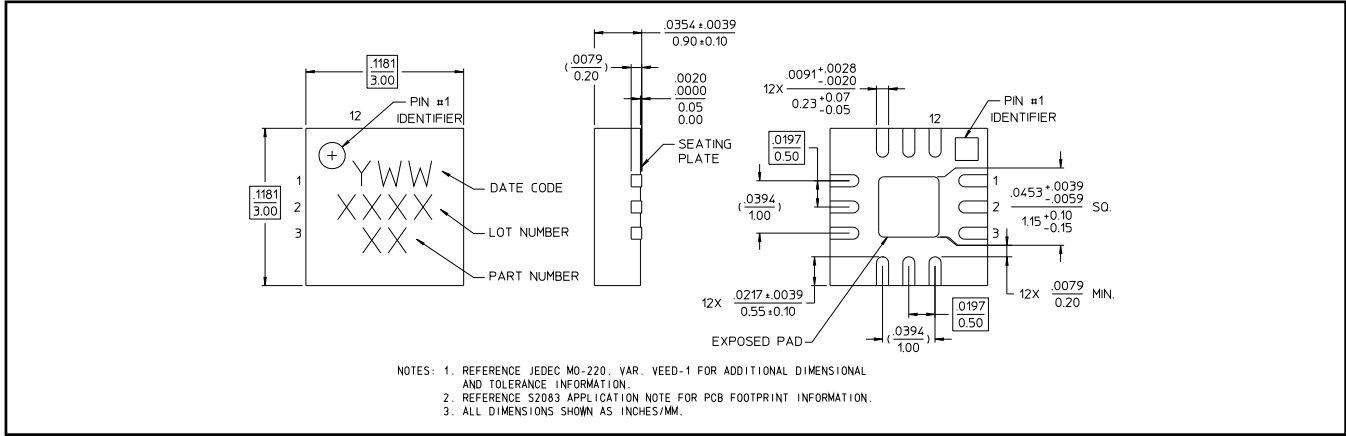 .1181
3.00
12
PIN #1
IDENTIFIER
.1181
3.00
1
2
3
YWW
XXXX
XX
DATE CODE
LOT NUMBER
PART NUMBER
.0354±.0039
0.90±0.10
(.0079)
0.20
.0020
.0000
0.05
0.00
SEATING
PLATE
12X .0091 +.0028 -.0020
0.23 +0.07 -0.05
12
PIN #1
IDENTIFIER
.0197
0.50
(.0394)
1.00
1
2
3
.0453 +.0039 -.0059 SQ.
1.15 +0.10 -0.15
12X .0217±.0039
0.55±0.10
12X .0079 MIN.
0.20
.0197
0.50
(.0394)
1.00
EXPOSED PAD
NOTES: 1. REFERENCE JEDEC MO-220, VAR. VEED-1 FOR ADDITIONAL DIMENSIONAL
AND TOLERANCE INFORMATION.
2. REFERENCE S2083 APPLICATION NOTE FOR PCB FOOTPRINT INFORMATION.
3. ALL DIMENSIONS SHOWN AS INCHES/MM.